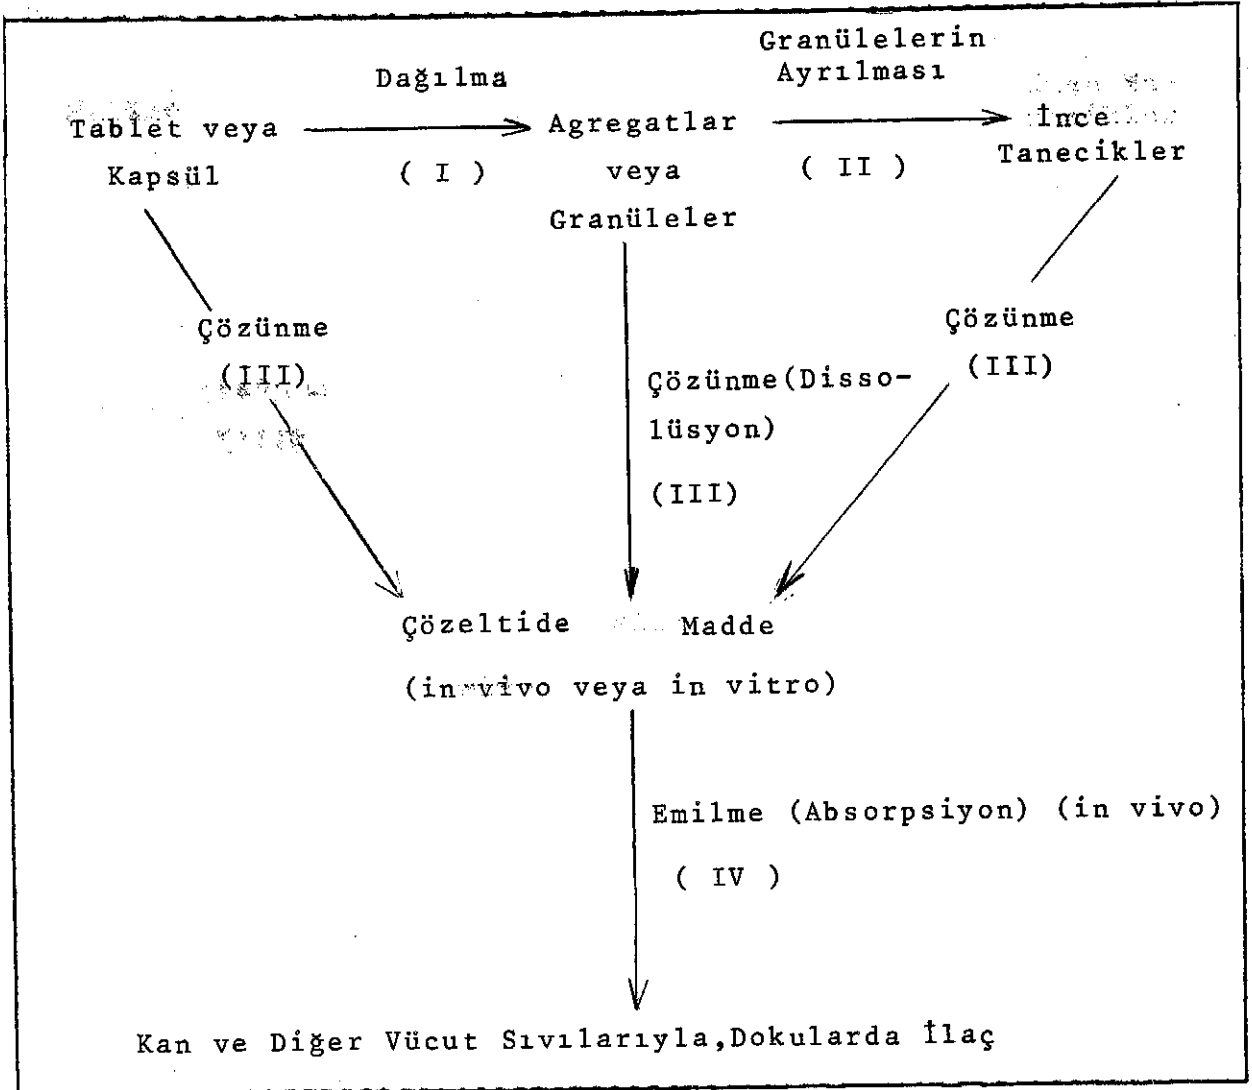 Dağılma
Granülelerin
Ayrılması
Tablet veya
Kapsül
( I )
Agregatlar
veya
Granüleler
( II )
İnce
Tanecikler
Çözünme
(III)
Çözünme(Disso-
lüsyon)
(III)
Çözünme
(III)
Çözeltide Madde
(in vivo veya in vitro)
Emilme (Absorpsiyon) (in vivo)
( IV )
Kan ve Diğer Vücut Sıvılarıyla,Dokularda İlaç